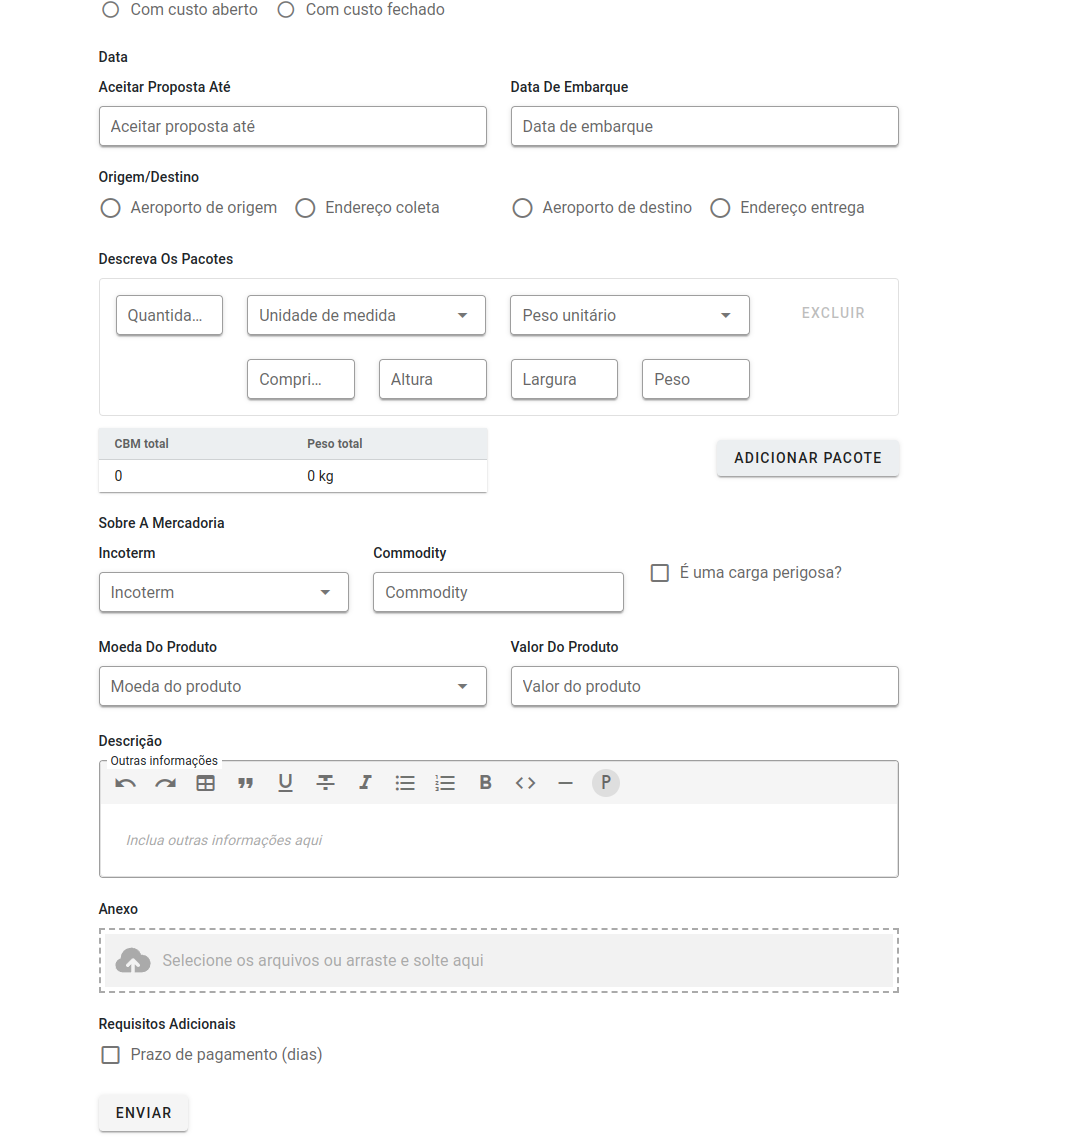 Com custo aberto Com custo fechado
Data
Aceitar Proposta Até Data De Embarque
Aceitar proposta até Data de embarque
Origem/Destino
Aeroporto de origem Endereço coleta Aeroporto de destino Endereço entrega
Descreva Os Pacotes
Quantida... Unidade de medida Peso unitário EXCLUIR
Compri... Altura Largura Peso
CBM total Peso total
0 0 kg
ADICIONAR PACOTE
Sobre A Mercadoria
Incoterm Commodity
Incoterm Commodity É uma carga perigosa?
Moeda Do Produto Valor Do Produto
Moeda do produto Valor do produto
Descrição
Outras informações
B P
Inclua outras informações aqui
Anexo
Selecione os arquivos ou arraste e solte aqui
Requisitos Adicionais
Prazo de pagamento (dias)
ENVIAR